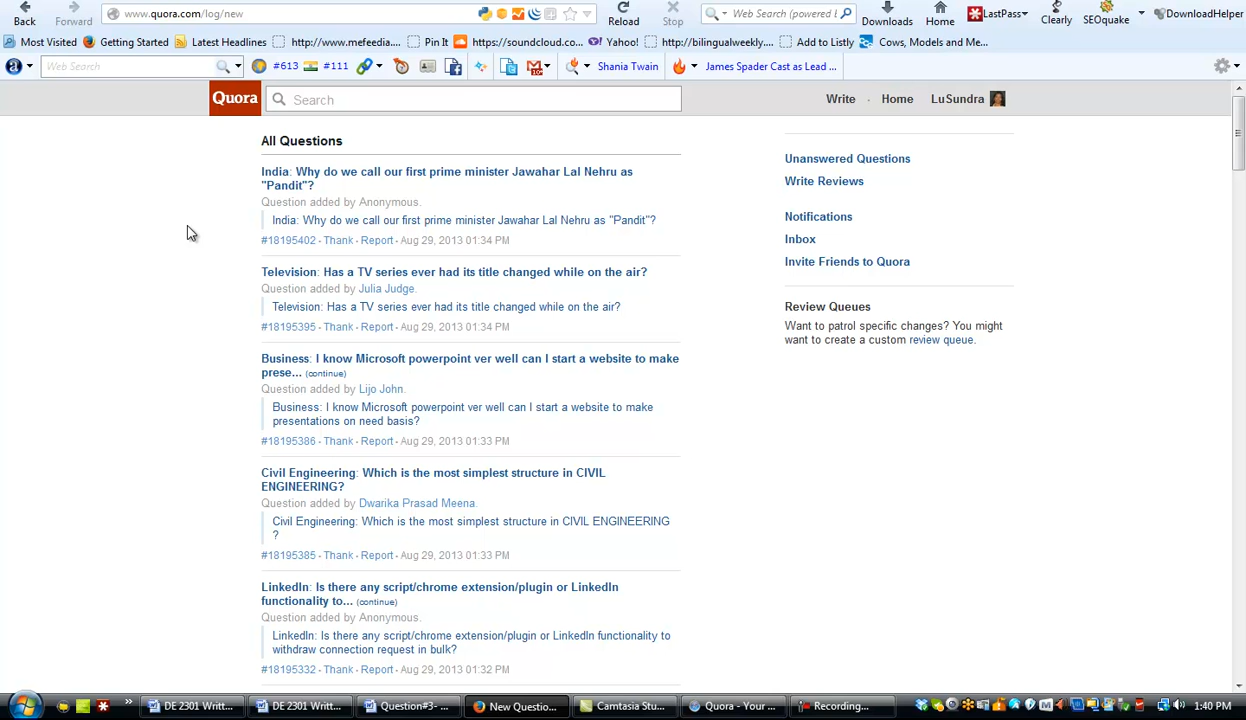 Back
Forward
www.quora.com/log/new
Reload
Stop
Web Search (powered b
Downloads
Home
LastPass
Clearly
SEOquake
DownloadHelper
Most Visited
Getting Started
Latest Headlines
http://www.mefeedia....
Pin It
https://soundcloud.co...
Yahoo!
http://bilingualweekly....
Add to Listly
Cows, Models and Me...
Web Search
#613
#111
Shania Twain
James Spader Cast as Lead ...
Quora
Search
Write · Home LuSundra
All Questions
India: Why do we call our first prime minister Jawahar Lal Nehru as
"Pandit"?
Question added by Anonymous.
India: Why do we call our first prime minister Jawahar Lal Nehru as "Pandit"?
#18195402 · Thank · Report · Aug 29, 2013 01:34 PM
Television: Has a TV series ever had its title changed while on the air?
Question added by Julia Judge.
Television: Has a TV series ever had its title changed while on the air?
#18195395 · Thank · Report · Aug 29, 2013 01:34 PM
Business: I know Microsoft powerpoint ver well can I start a website to make
prese... (continue)
Question added by Lijo John.
Business: I know Microsoft powerpoint ver well can I start a website to make
presentations on need basis?
#18195386 · Thank · Report · Aug 29, 2013 01:33 PM
Civil Engineering: Which is the most simplest structure in CIVIL
ENGINEERING?
Question added by Dwarika Prasad Meena.
Civil Engineering: Which is the most simplest structure in CIVIL ENGINEERING
?
#18195385 · Thank · Report · Aug 29, 2013 01:33 PM
LinkedIn: Is there any script/chrome extension/plugin or LinkedIn
functionality to... (continue)
Question added by Anonymous.
LinkedIn: Is there any script/chrome extension/plugin or LinkedIn functionality to
withdraw connection request in bulk?
#18195332 · Thank · Report · Aug 29, 2013 01:32 PM
Unanswered Questions
Write Reviews
Notifications
Inbox
Invite Friends to Quora
Review Queues
Want to patrol specific changes? You might
want to create a custom review queue.
DE 2301 Writt...
DE 2301 Writt...
Question#3- ...
New Questio...
Camtasia Stu...
Quora - Your ...
Recording...
1:40 PM